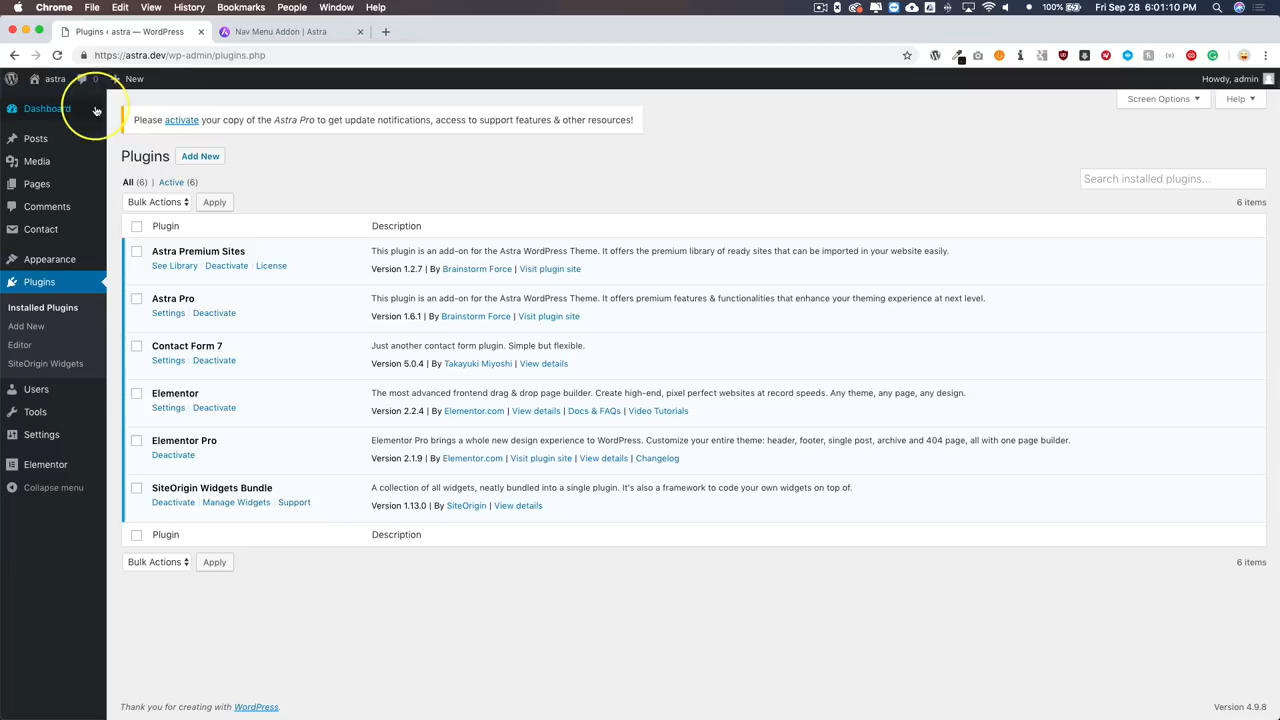 Chrome File Edit View History Bookmarks People Window Help 100% Fri Sep 28 6:01:10 PM
Plugins ‹ astra — WordPress Nav Menu Addon | Astra
https://astra.dev/wp-admin/plugins.php
astra 0 New Howdy, admin
Dashboard
Posts
Media
Pages
Comments
Contact
Appearance
Plugins
Installed Plugins
Add New
Editor
SiteOrigin Widgets
Users
Tools
Settings
Elementor
Collapse menu
Screen Options Help
Please activate your copy of the Astra Pro to get update notifications, access to support features & other resources!
Plugins Add New
All (6) | Active (6)
Search installed plugins...
Bulk Actions Apply 6 items
Plugin Description
Astra Premium Sites This plugin is an add-on for the Astra WordPress Theme. It offers the premium library of ready sites that can be imported in your website easily.
See Library | Deactivate | License Version 1.2.7 | By Brainstorm Force | Visit plugin site
Astra Pro This plugin is an add-on for the Astra WordPress Theme. It offers premium features & functionalities that enhance your theming experience at next level.
Settings | Deactivate Version 1.6.1 | By Brainstorm Force | Visit plugin site
Contact Form 7 Just another contact form plugin. Simple but flexible.
Settings | Deactivate Version 5.0.4 | By Takayuki Miyoshi | View details
Elementor The most advanced frontend drag & drop page builder. Create high-end, pixel perfect websites at record speeds. Any theme, any page, any design.
Settings | Deactivate Version 2.2.4 | By Elementor.com | View details | Docs & FAQs | Video Tutorials
Elementor Pro Elementor Pro brings a whole new design experience to WordPress. Customize your entire theme: header, footer, single post, archive and 404 page, all with one page builder.
Deactivate Version 2.1.9 | By Elementor.com | Visit plugin site | View details | Changelog
SiteOrigin Widgets Bundle A collection of all widgets, neatly bundled into a single plugin. It's also a framework to code your own widgets on top of.
Deactivate | Manage Widgets | Support Version 1.13.0 | By SiteOrigin | View details
Plugin Description
Bulk Actions Apply 6 items
Thank you for creating with WordPress. Version 4.9.8